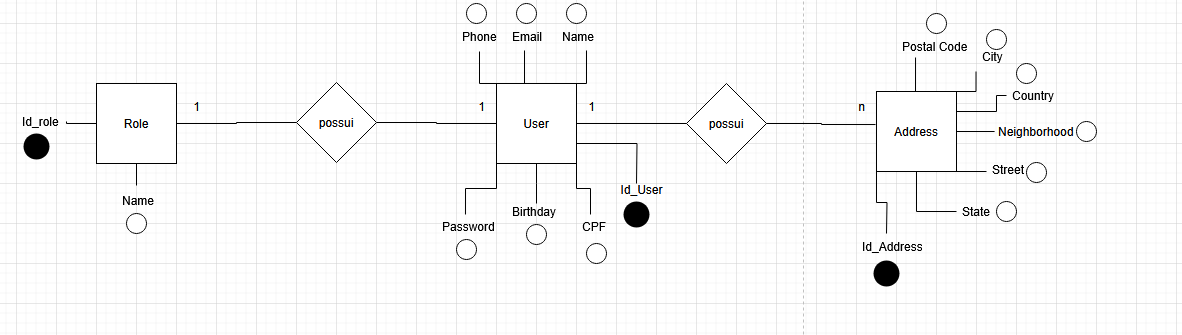 Phone
Email
Name
Postal Code
City
Country
Id_role
Role
1
possui
1
User
1
possui
n
Address
Neighborhood
Street
Name
Password
Birthday
CPF
Id_User
State
Id_Address